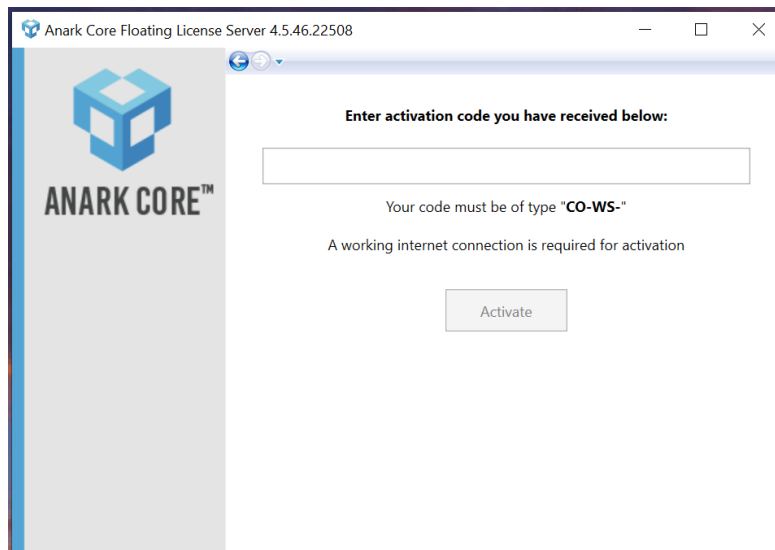 Anark Core Floating License Server 4.5.46.22508
ANARK CORE™
Enter activation code you have received below:
Your code must be of type "CO-WS-"
A working internet connection is required for activation
Activate